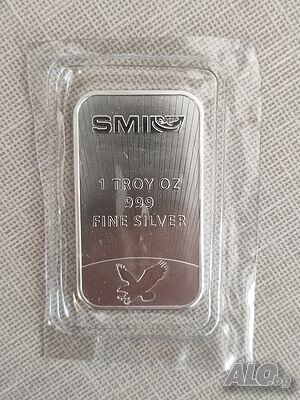 SMI
1 TROY OZ
999
FINE SILVER
ALO.bg